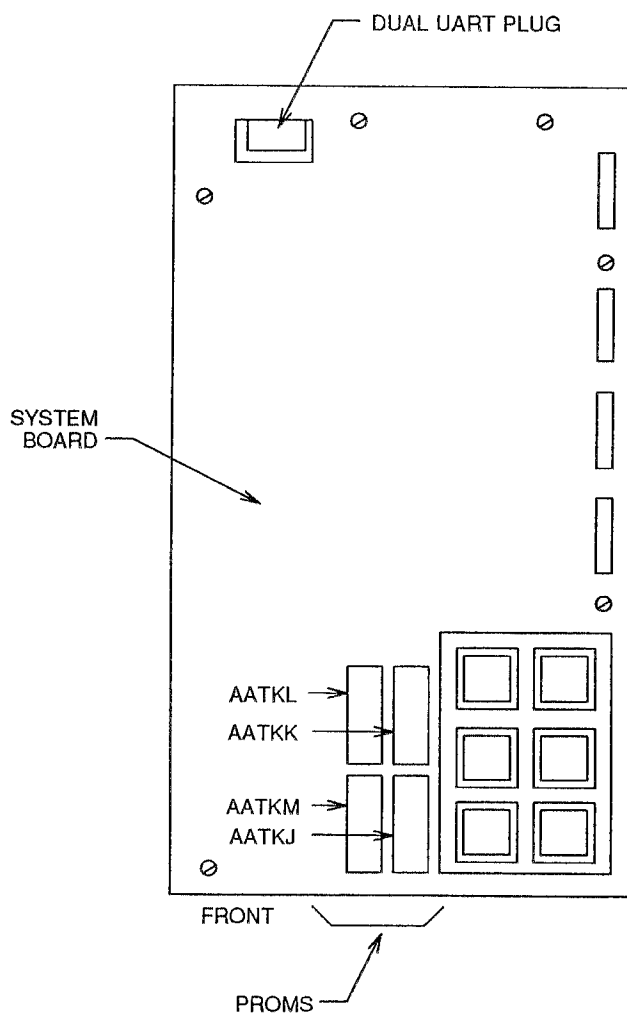 DUAL UART PLUG
SYSTEM
BOARD
AATKL
AATKK
AATKM
AATKJ
FRONT
PROMS